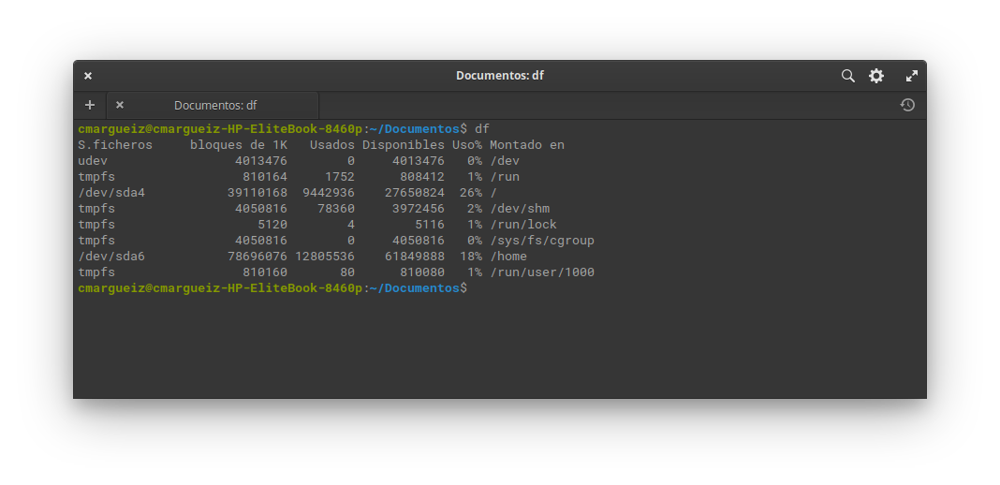 Documentos: df
Documentos: df
cmargueiz@cmargueiz-HP-EliteBook-8460p:~/Documentos$ df
S.ficheros     bloques de 1K   Usados Disponibles Uso% Montado en
udev                 4013476        0     4013476   0% /dev
tmpfs                 810164     1752      808412   1% /run
/dev/sda4           39110168  9442936    27650824  26% /
tmpfs                4050816    78360     3972456   2% /dev/shm
tmpfs                   5120        4        5116   1% /run/lock
tmpfs                4050816        0     4050816   0% /sys/fs/cgroup
/dev/sda6           78696076 12805536    61849888  18% /home
tmpfs                 810160       80      810080   1% /run/user/1000
cmargueiz@cmargueiz-HP-EliteBook-8460p:~/Documentos$